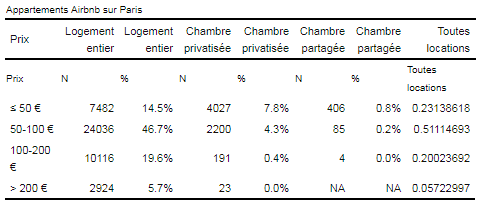 Appartements Airbnb sur Paris
Prix Logement entier Logement entier Chambre privatisée Chambre privatisée Chambre partagée Chambre partagée Toutes locations
Prix N % N % N % Toutes locations
≤ 50 € 7482 14.5% 4027 7.8% 406 0.8% 0.23138618
50-100 € 24036 46.7% 2200 4.3% 85 0.2% 0.51114693
100-200 € 10116 19.6% 191 0.4% 4 0.0% 0.20023692
> 200 € 2924 5.7% 23 0.0% NA NA 0.05722997